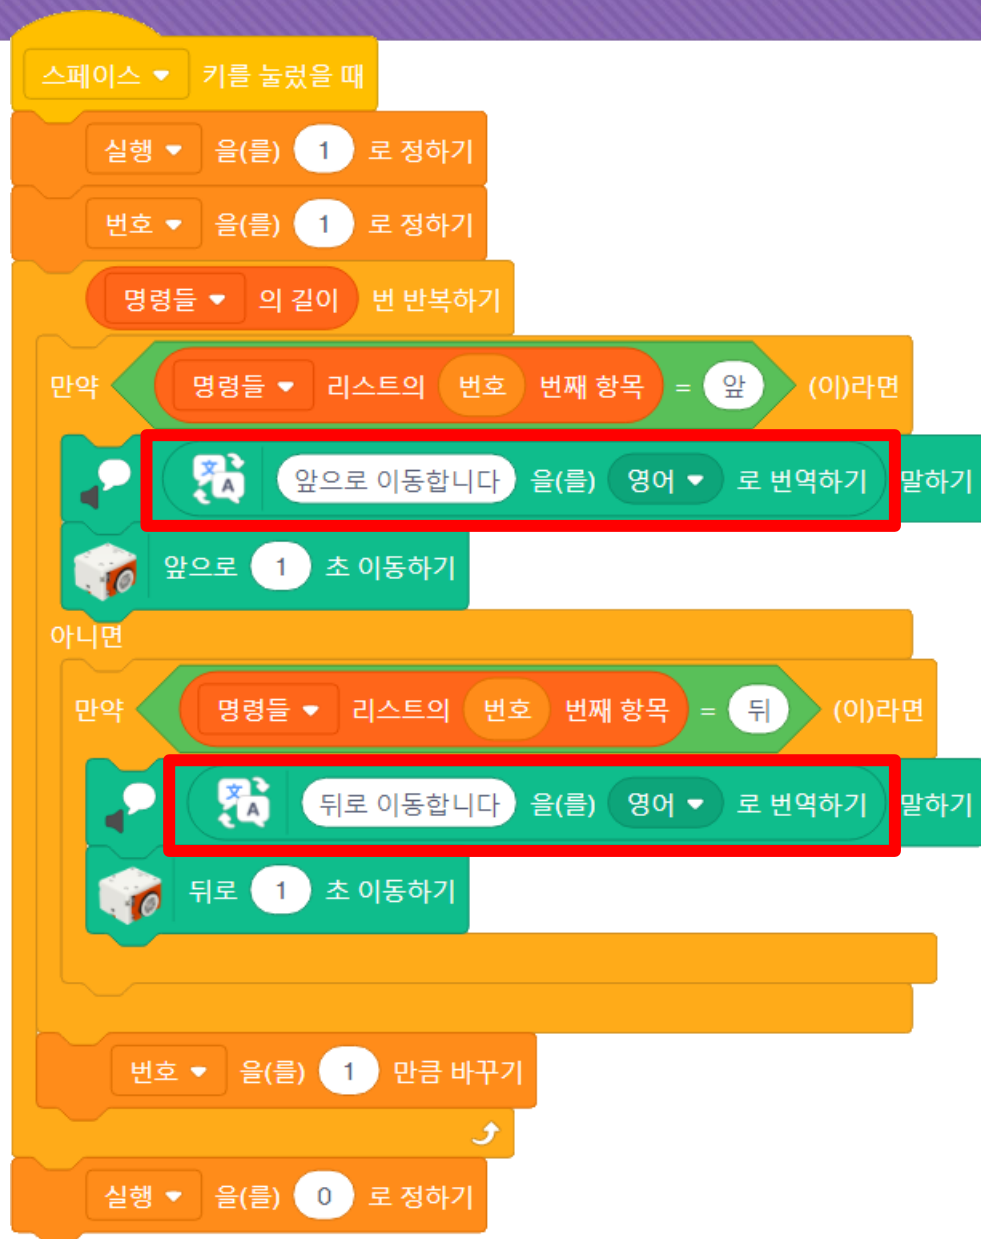 스페이스 키를 눌렀을 때
실행 을(를) 1 로 정하기
번호 을(를) 1 로 정하기
명령들 의 길이 번 반복하기
만약 명령들 리스트의 번호 번째 항목 = 앞 (이)라면
文 A 앞으로 이동합니다 을(를) 영어 로 번역하기 말하기
앞으로 1 초 이동하기
아니면
만약 명령들 리스트의 번호 번째 항목 = 뒤 (이)라면
文 A 뒤로 이동합니다 을(를) 영어 로 번역하기 말하기
뒤로 1 초 이동하기
번호 을(를) 1 만큼 바꾸기
실행 을(를) 0 로 정하기